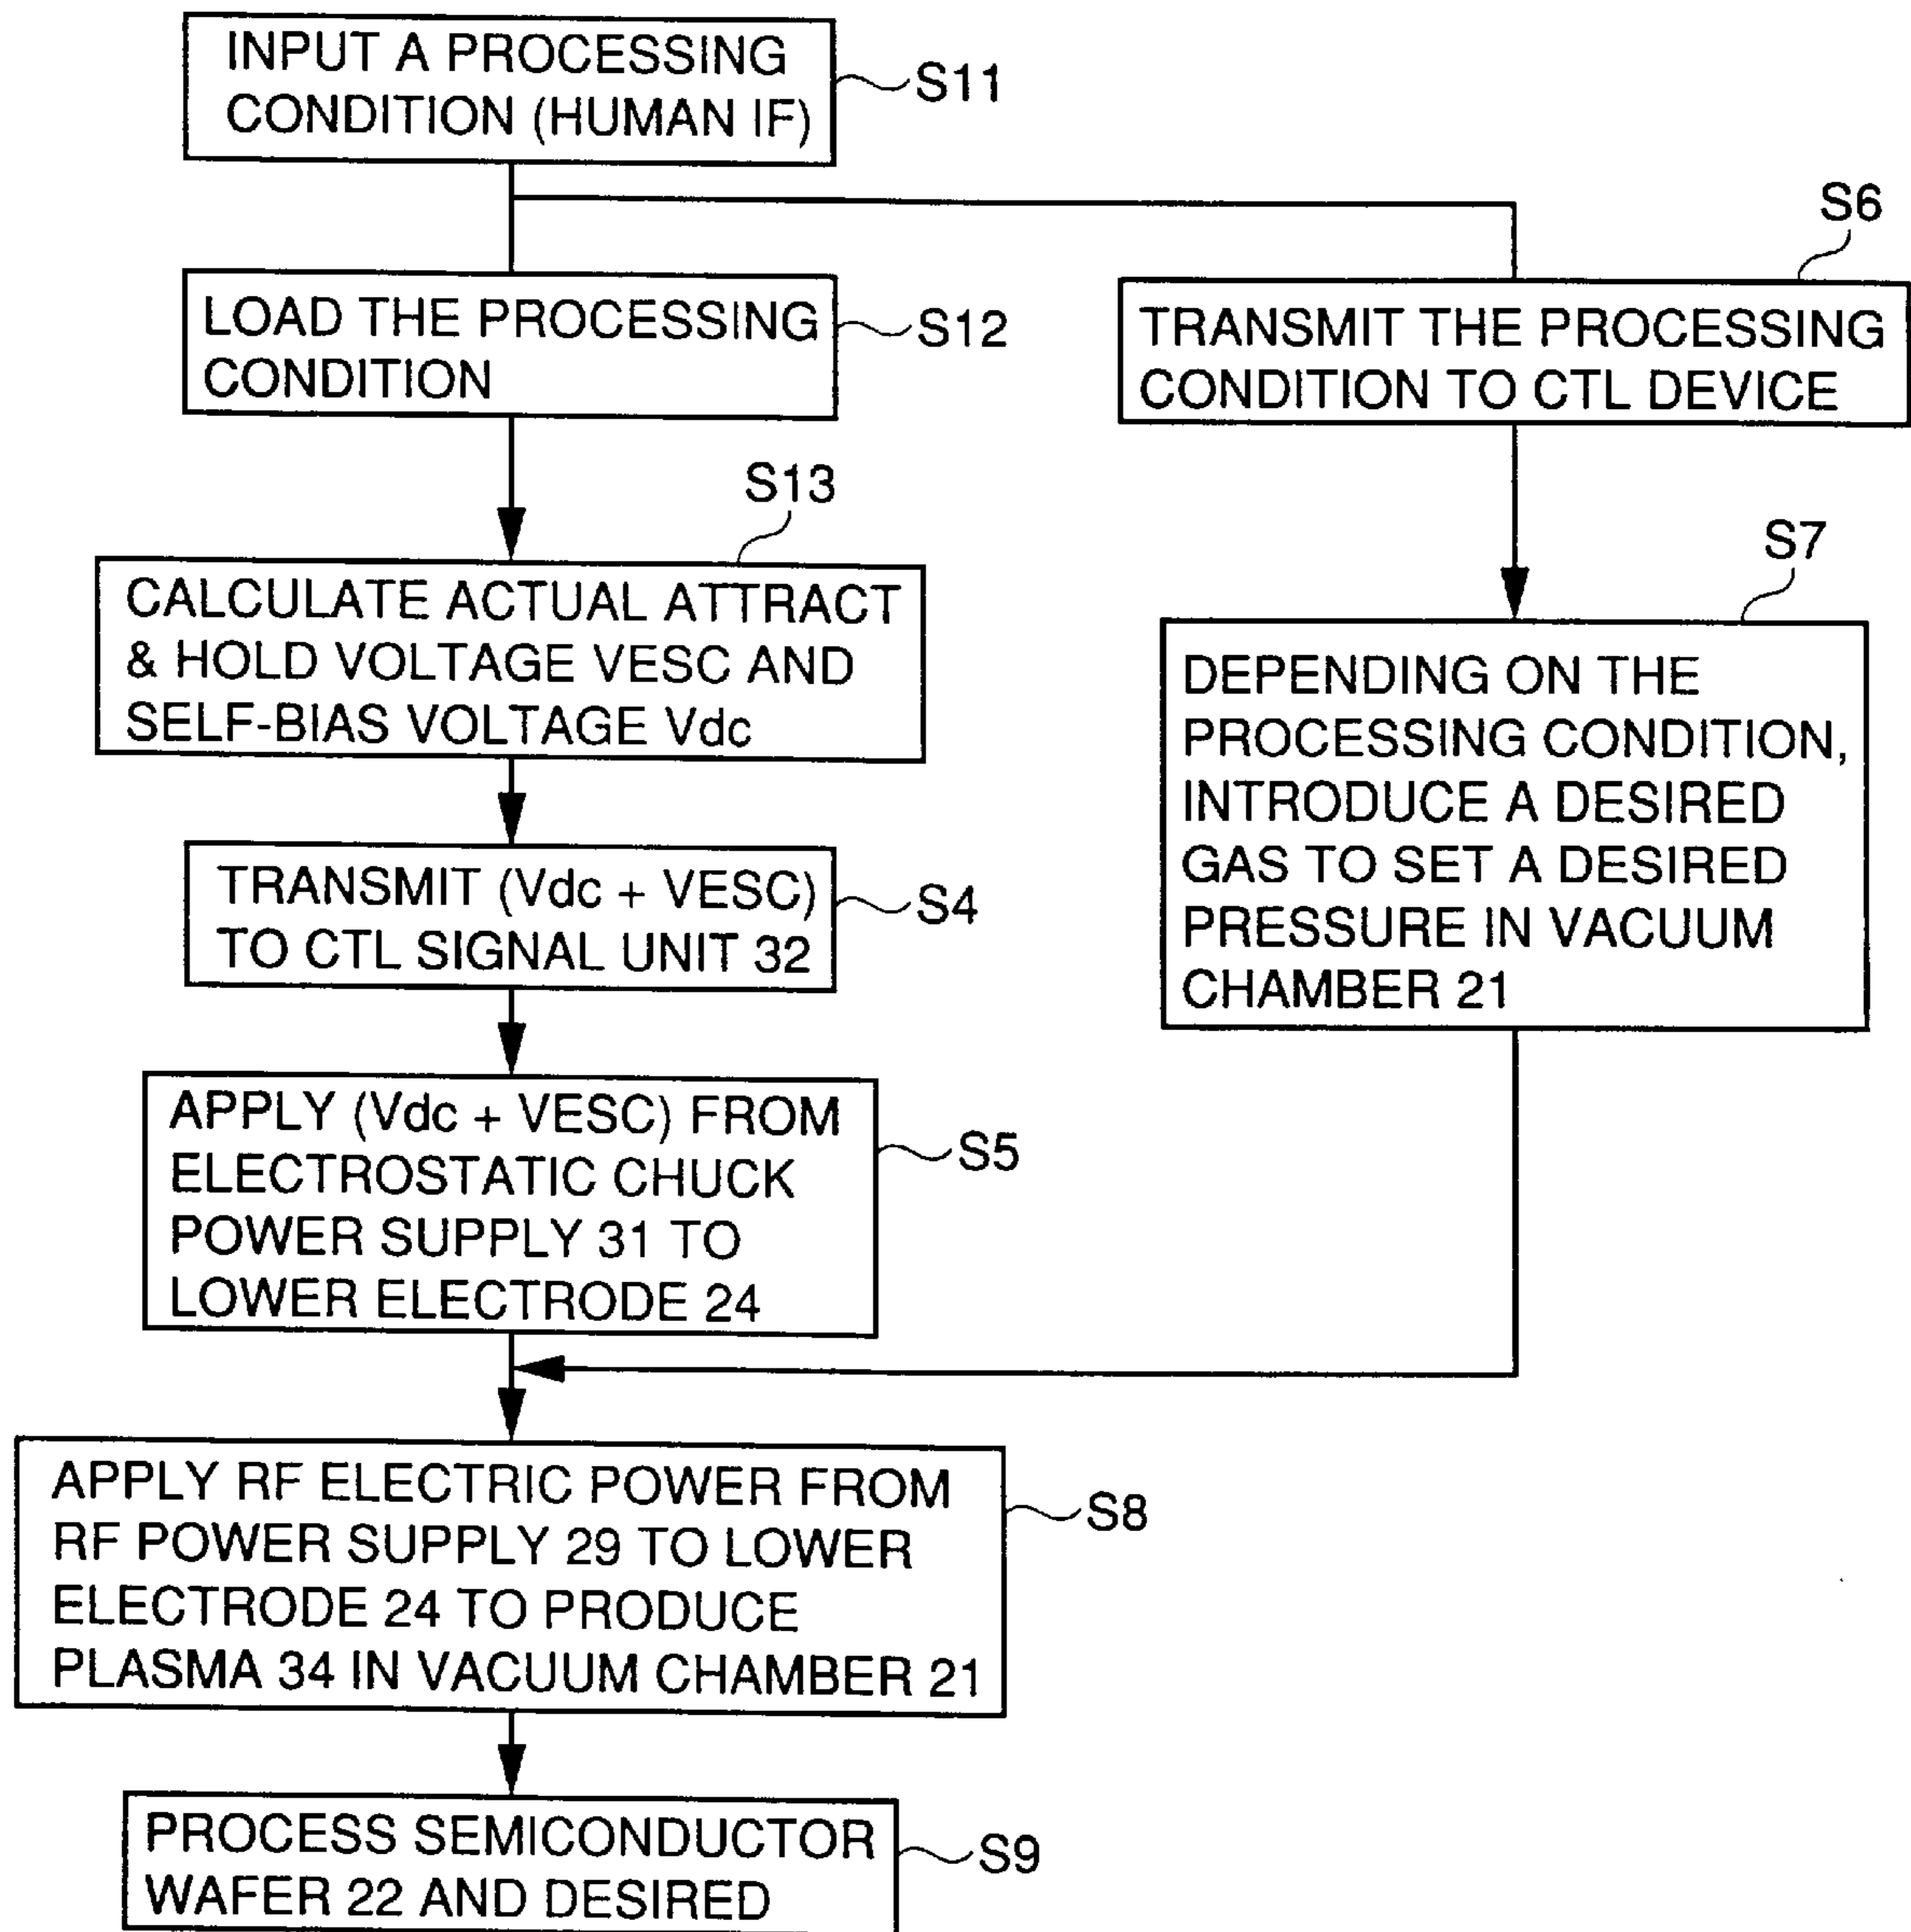 INPUT A PROCESSING
CONDITION (HUMAN IF)
S11
LOAD THE PROCESSING
CONDITION
S12
S13
CALCULATE ACTUAL ATTRACT
& HOLD VOLTAGE VESC AND
SELF-BIAS VOLTAGE Vdc
TRANSMIT (Vdc + VESC)
TO CTL SIGNAL UNIT 32
S4
APPLY (Vdc + VESC) FROM
ELECTROSTATIC CHUCK
POWER SUPPLY 31 TO
LOWER ELECTRODE 24
S5
S6
TRANSMIT THE PROCESSING
CONDITION TO CTL DEVICE
S7
DEPENDING ON THE
PROCESSING CONDITION,
INTRODUCE A DESIRED
GAS TO SET A DESIRED
PRESSURE IN VACUUM
CHAMBER 21
APPLY RF ELECTRIC POWER FROM
RF POWER SUPPLY 29 TO LOWER
ELECTRODE 24 TO PRODUCE
PLASMA 34 IN VACUUM CHAMBER 21
S8
PROCESS SEMICONDUCTOR
WAFER 22 AND DESIRED
S9